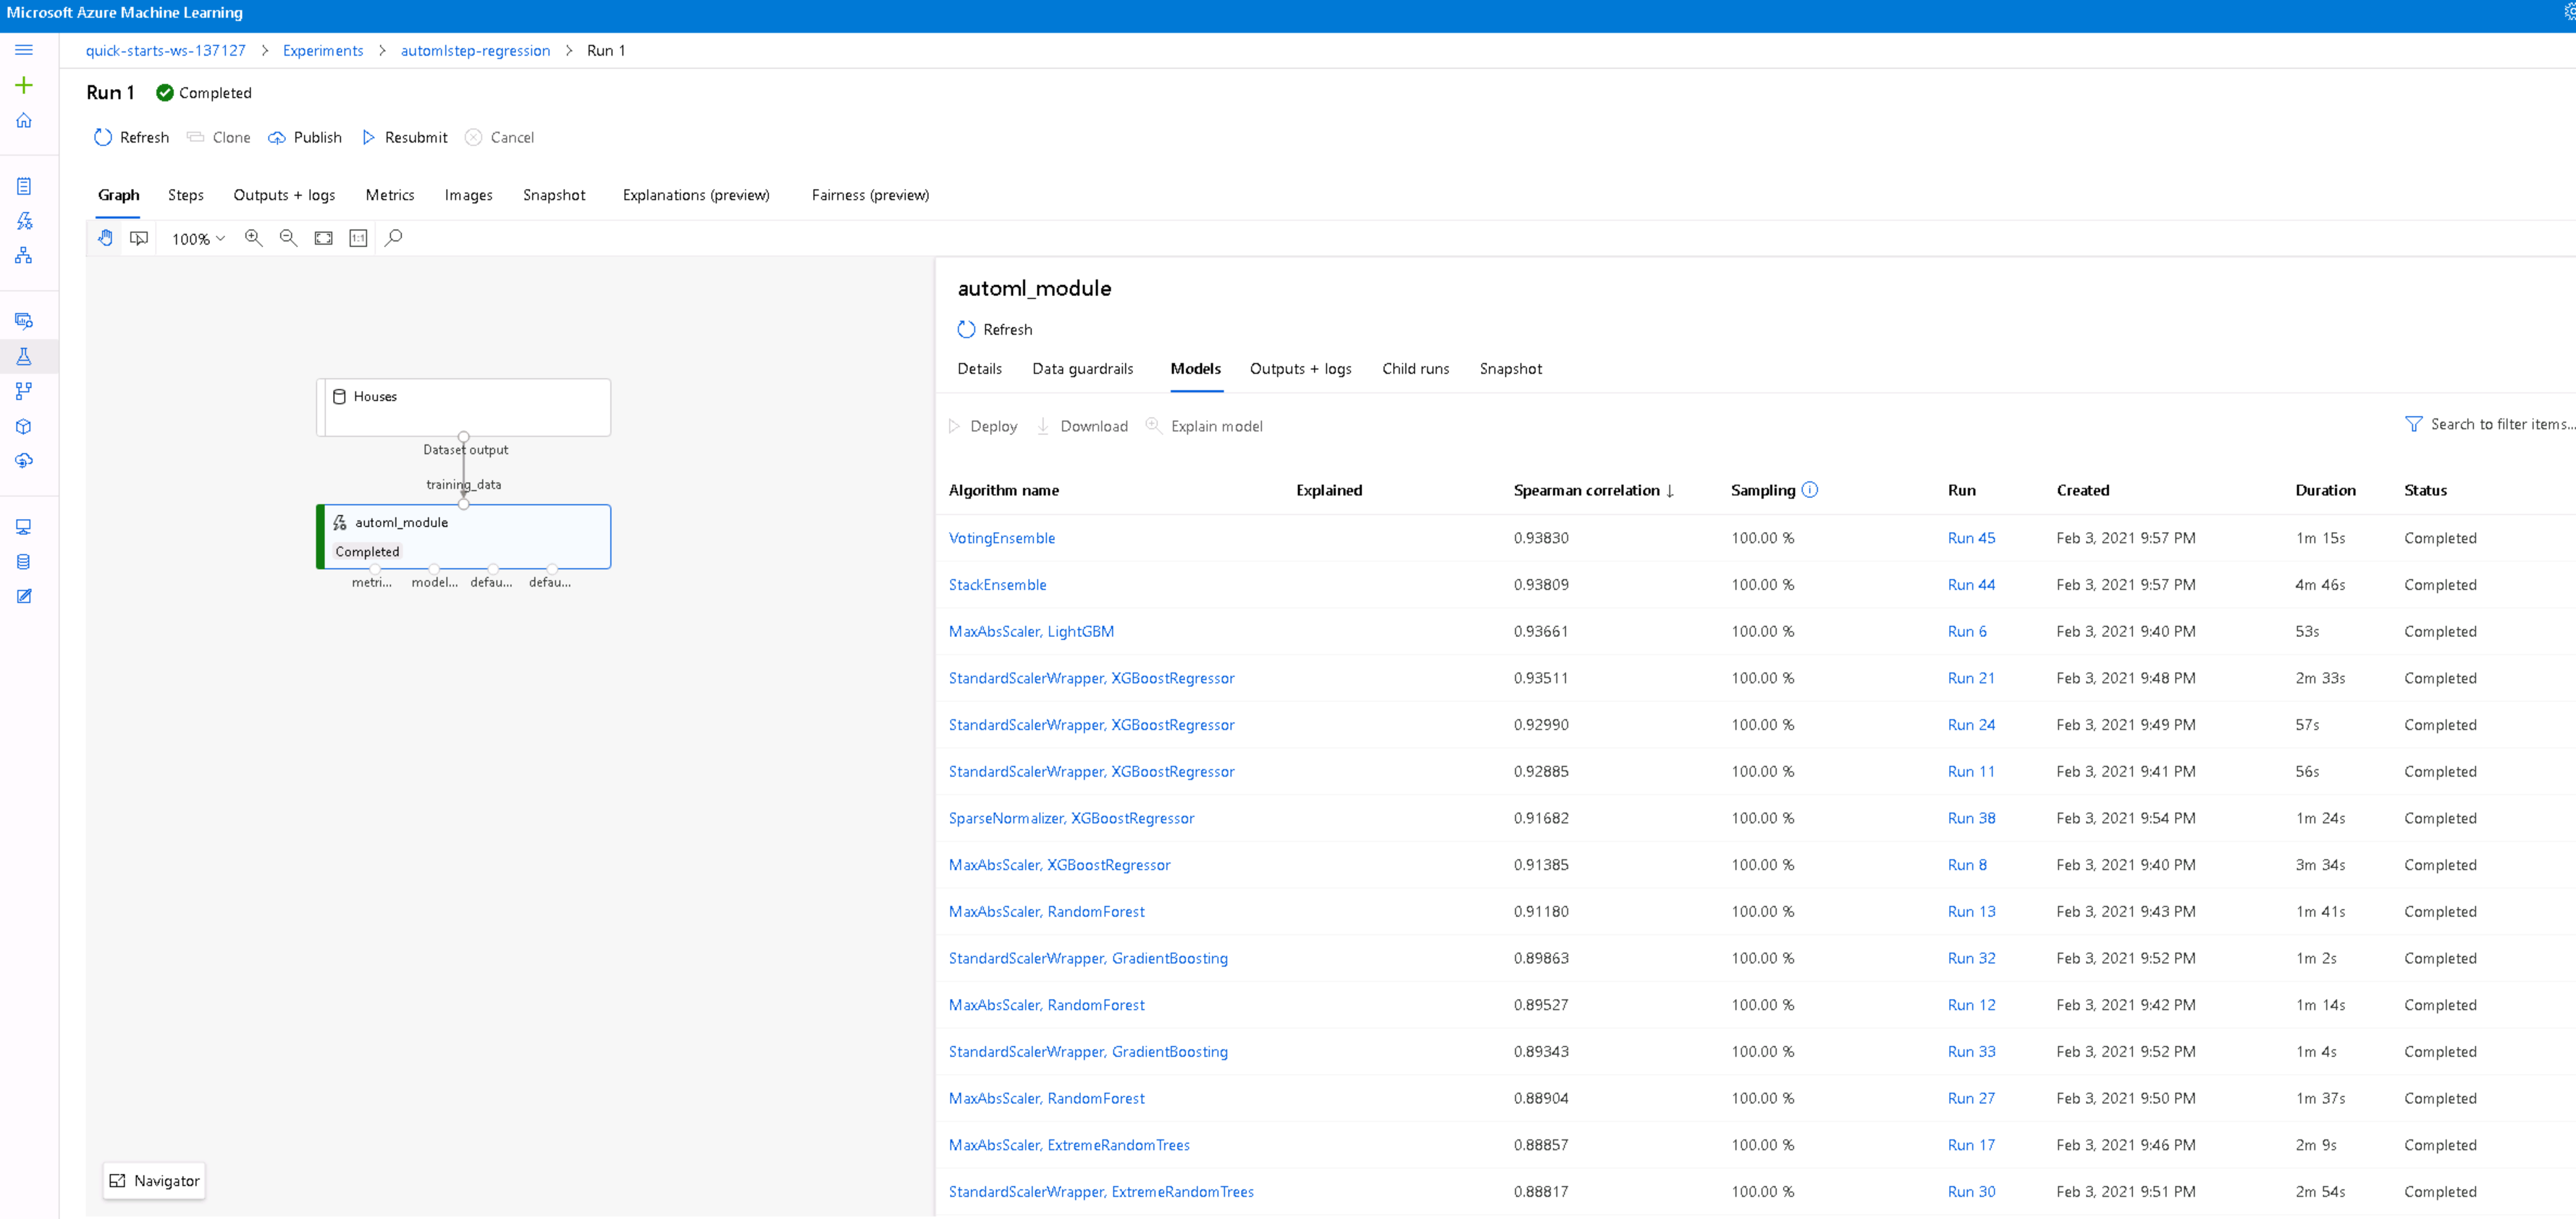 Microsoft Azure Machine Learning
quick-starts-ws-137127 > Experiments > automlstep-regression > Run 1
Run 1 Completed
Refresh Clone Publish Resubmit Cancel
Graph Steps Outputs + logs Metrics Images Snapshot Explanations (preview) Fairness (preview)
100% 1:1
Houses
Dataset output
training_data
automl_module
Completed
metri... model... defau... defau...
Navigator
automl_module
Refresh
Details Data guardrails Models Outputs + logs Child runs Snapshot
Deploy Download Explain model Search to filter items...
Algorithm name Explained Spearman correlation ↓ Sampling Run Created Duration Status
VotingEnsemble 0.93830 100.00 % Run 45 Feb 3, 2021 9:57 PM 1m 15s Completed
StackEnsemble 0.93809 100.00 % Run 44 Feb 3, 2021 9:57 PM 4m 46s Completed
MaxAbsScaler, LightGBM 0.93661 100.00 % Run 6 Feb 3, 2021 9:40 PM 53s Completed
StandardScalerWrapper, XGBoostRegressor 0.93511 100.00 % Run 21 Feb 3, 2021 9:48 PM 2m 33s Completed
StandardScalerWrapper, XGBoostRegressor 0.92990 100.00 % Run 24 Feb 3, 2021 9:49 PM 57s Completed
StandardScalerWrapper, XGBoostRegressor 0.92885 100.00 % Run 11 Feb 3, 2021 9:41 PM 56s Completed
SparseNormalizer, XGBoostRegressor 0.91682 100.00 % Run 38 Feb 3, 2021 9:54 PM 1m 24s Completed
MaxAbsScaler, XGBoostRegressor 0.91385 100.00 % Run 8 Feb 3, 2021 9:40 PM 3m 34s Completed
MaxAbsScaler, RandomForest 0.91180 100.00 % Run 13 Feb 3, 2021 9:43 PM 1m 41s Completed
StandardScalerWrapper, GradientBoosting 0.89863 100.00 % Run 32 Feb 3, 2021 9:52 PM 1m 2s Completed
MaxAbsScaler, RandomForest 0.89527 100.00 % Run 12 Feb 3, 2021 9:42 PM 1m 14s Completed
StandardScalerWrapper, GradientBoosting 0.89343 100.00 % Run 33 Feb 3, 2021 9:52 PM 1m 4s Completed
MaxAbsScaler, RandomForest 0.88904 100.00 % Run 27 Feb 3, 2021 9:50 PM 1m 37s Completed
MaxAbsScaler, ExtremeRandomTrees 0.88857 100.00 % Run 17 Feb 3, 2021 9:46 PM 2m 9s Completed
StandardScalerWrapper, ExtremeRandomTrees 0.88817 100.00 % Run 30 Feb 3, 2021 9:51 PM 2m 54s Completed